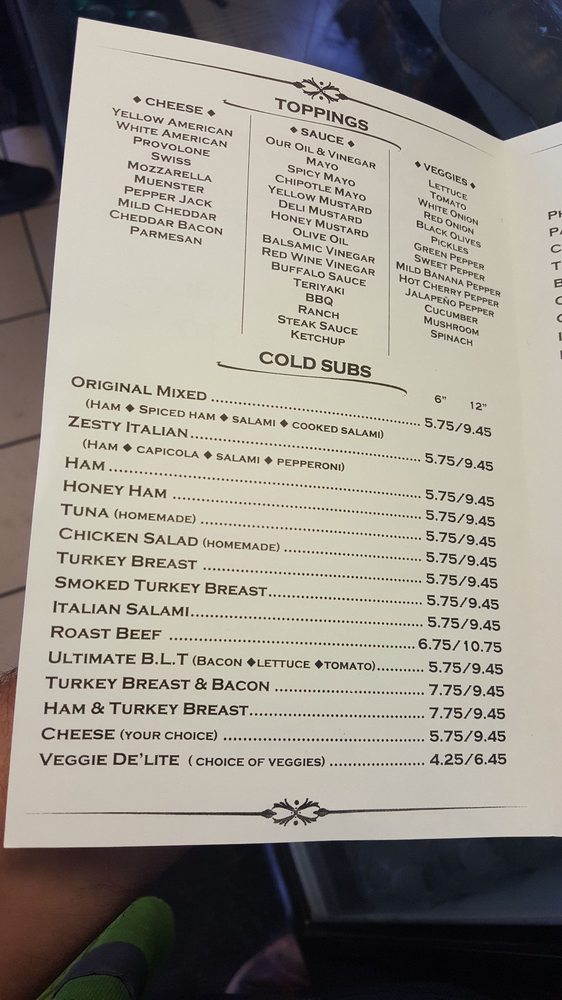 TOPPINGS
◆ CHEESE ◆
YELLOW AMERICAN
WHITE AMERICAN
PROVOLONE
SWISS
MOZZARELLA
MUENSTER
PEPPER JACK
MILD CHEDDAR
CHEDDAR BACON
PARMESAN
◆ SAUCE ◆
OUR OIL & VINEGAR
MAYO
SPICY MAYO
CHIPOTLE MAYO
YELLOW MUSTARD
DELI MUSTARD
HONEY MUSTARD
OLIVE OIL
BALSAMIC VINEGAR
RED WINE VINEGAR
BUFFALO SAUCE
TERIYAKI
BBQ
RANCH
STEAK SAUCE
KETCHUP
◆ VEGGIES ◆
LETTUCE
TOMATO
WHITE ONION
RED ONION
BLACK OLIVES
PICKLES
GREEN PEPPER
SWEET PEPPER
MILD BANANA PEPPER
HOT CHERRY PEPPER
JALAPEÑO PEPPER
CUCUMBER
MUSHROOM
SPINACH
COLD SUBS
6" 12"
ORIGINAL MIXED ........ 5.75/9.45
(HAM ◆ SPICED HAM ◆ SALAMI ◆ COOKED SALAMI)
ZESTY ITALIAN ........ 5.75/9.45
(HAM ◆ CAPICOLA ◆ SALAMI ◆ PEPPERONI)
HAM ........ 5.75/9.45
HONEY HAM ........ 5.75/9.45
TUNA (HOMEMADE) ........ 5.75/9.45
CHICKEN SALAD (HOMEMADE) ........ 5.75/9.45
TURKEY BREAST ........ 5.75/9.45
SMOKED TURKEY BREAST ........ 5.75/9.45
ITALIAN SALAMI ........ 5.75/9.45
ROAST BEEF ........ 6.75/10.75
ULTIMATE B.L.T (BACON ◆LETTUCE ◆TOMATO) ........ 5.75/9.45
TURKEY BREAST & BACON ........ 7.75/9.45
HAM & TURKEY BREAST ........ 7.75/9.45
CHEESE (YOUR CHOICE) ........ 5.75/9.45
VEGGIE DE'LITE ( CHOICE OF VEGGIES) ........ 4.25/6.45